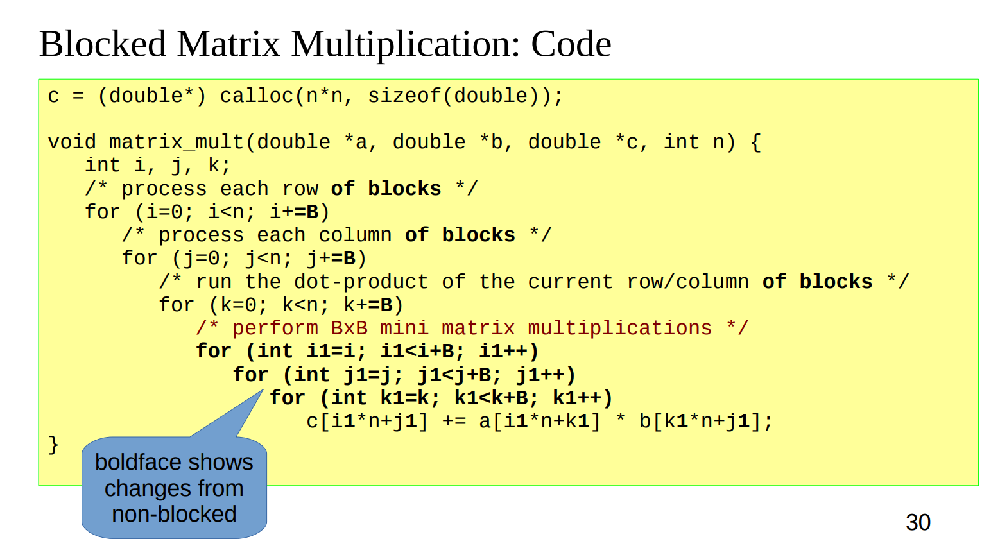 Blocked Matrix Multiplication: Code
c = (double*) calloc(n*n, sizeof(double));
void matrix_mult(double *a, double *b, double *c, int n) {
int i, j, k;
/* process each row of blocks */
for (i=0; i<n; i+=B)
/* process each column of blocks */
for (j=0; j<n; j+=B)
/* run the dot-product of the current row/column of blocks */
for (k=0; k<n; k+=B)
/* perform BxB mini matrix multiplications */
for (int i1=i; i1<i+B; i1++)
for (int j1=j; j1<j+B; j1++)
for (int k1=k; k1<k+B; k1++)
c[i1*n+j1] += a[i1*n+k1] * b[k1*n+j1];
}
boldface shows
changes from
non-blocked
30